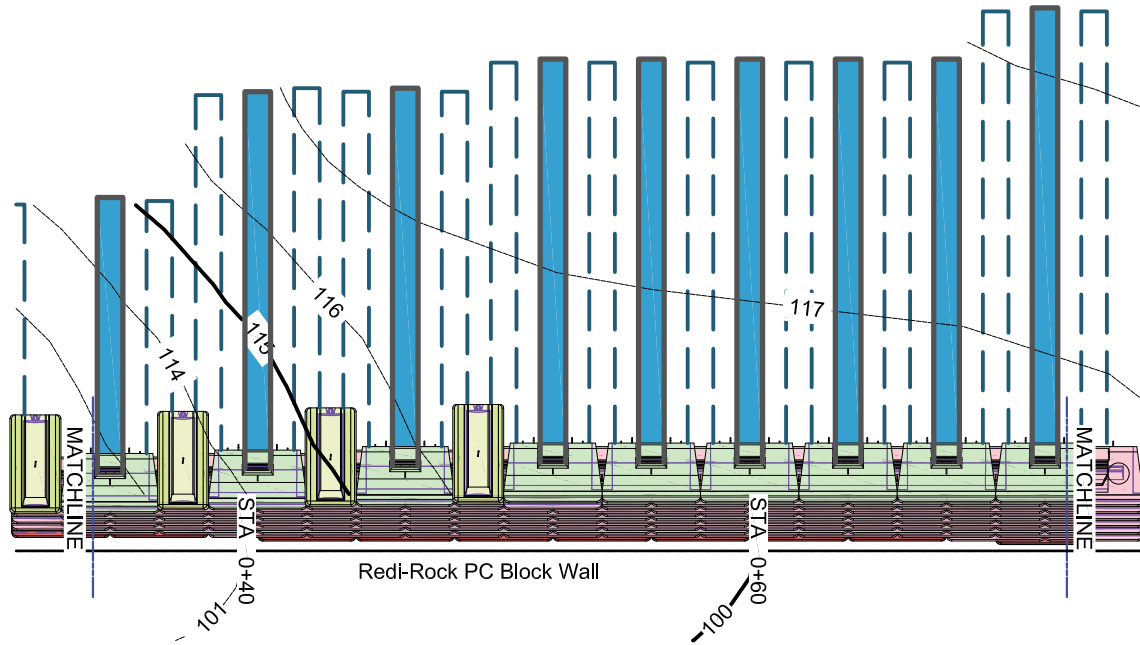 117
116
115
114
MATCHLINE
MATCHLINE
STA 0+40
STA 0+60
Redi-Rock PC Block Wall
101
100